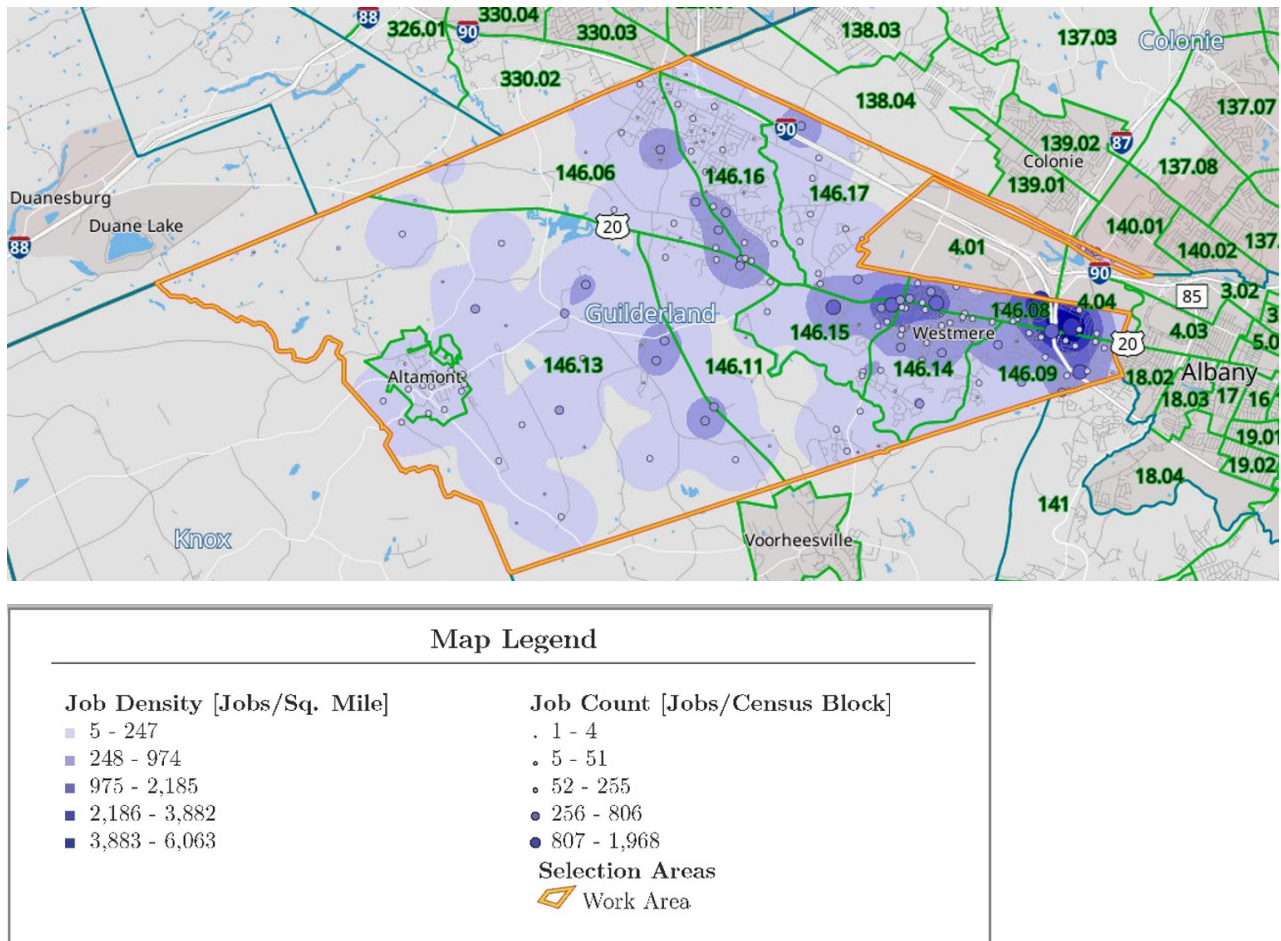 88
326.01
90
330.04
330.03
138.03
137.03
Colonie
330.02
138.04
137.07
90
139.02
87
Colonie
137.08
139.01
146.06
146.16
146.17
Duanesburg
Duane Lake
20
140.01
140.02
137.
88
4.01
90
85
3.02
Guilderland
146.08
4.04
3
146.15
Westmere
20
4.03
5.0
Altamont
146.13
146.11
146.14
146.09
18.02
Albany
18.03
17
16
19.01
19.02
18.04
141
Knox
Voorheesville
Map Legend
Job Density [Jobs/Sq. Mile]
5 - 247
248 - 974
975 - 2,185
2,186 - 3,882
3,883 - 6,063
Job Count [Jobs/Census Block]
1 - 4
5 - 51
52 - 255
256 - 806
807 - 1,968
Selection Areas
Work Area